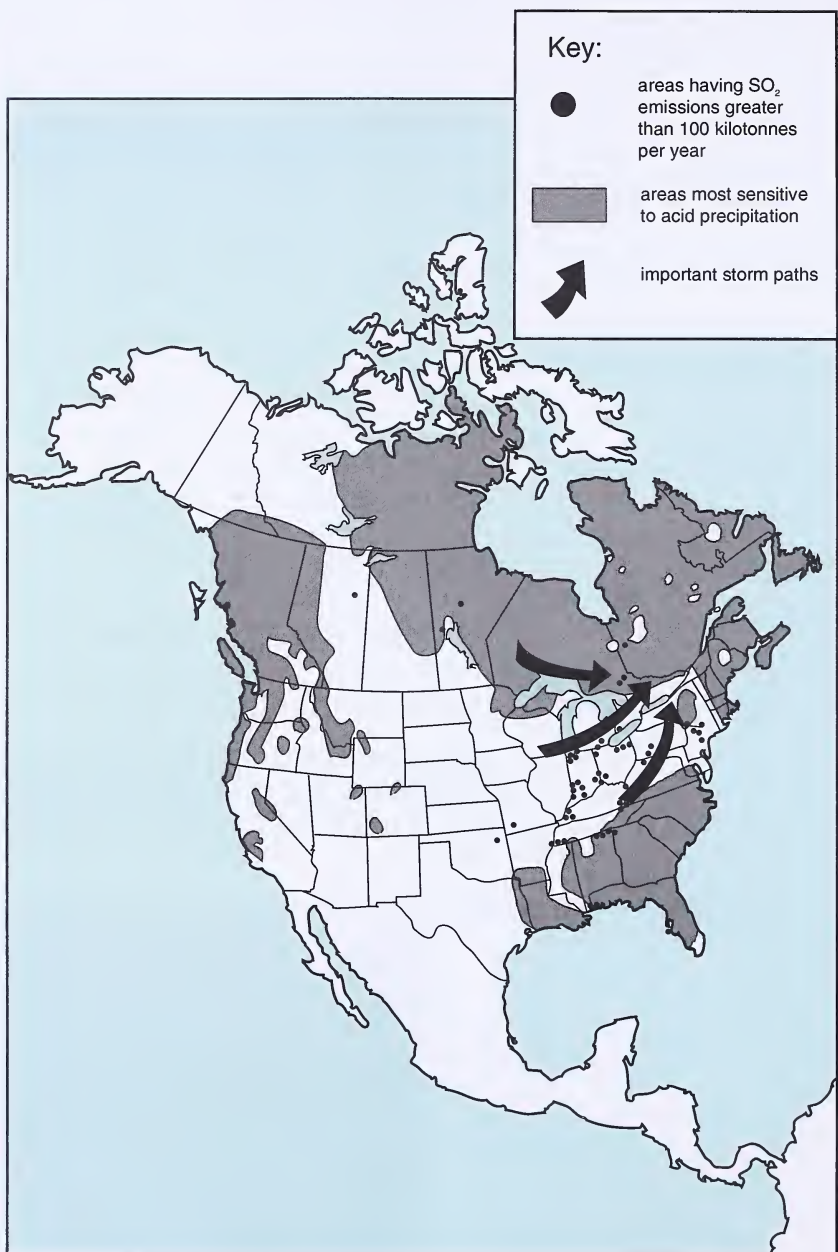 Key:
areas having SO₂
emissions greater
than 100 kilotonnes
per year
areas most sensitive
to acid precipitation
important storm paths